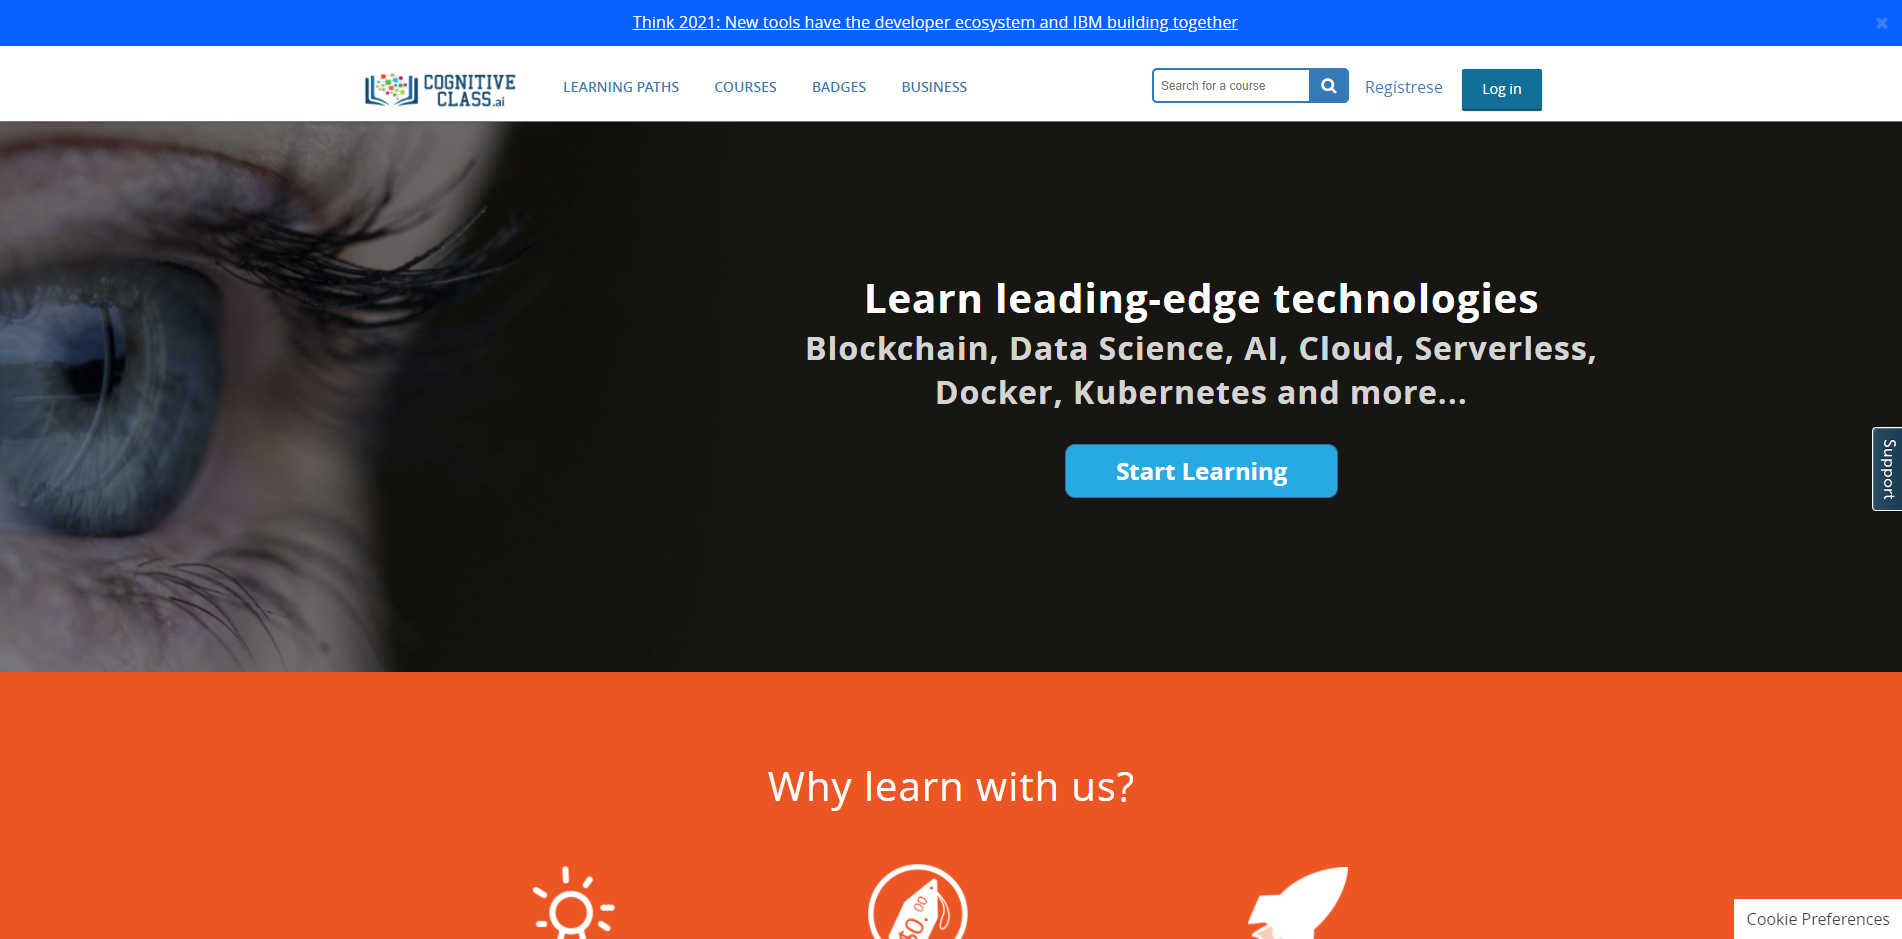 Think 2021: New tools have the developer ecosystem and IBM building together
COGNITIVE
CLASS.ai
LEARNING PATHS
COURSES
BADGES
BUSINESS
Search for a course
Regístrese
Log in
Learn leading-edge technologies
Blockchain, Data Science, AI, Cloud, Serverless,
Docker, Kubernetes and more...
Start Learning
Support
Why learn with us?
$0.00
Cookie Preferences